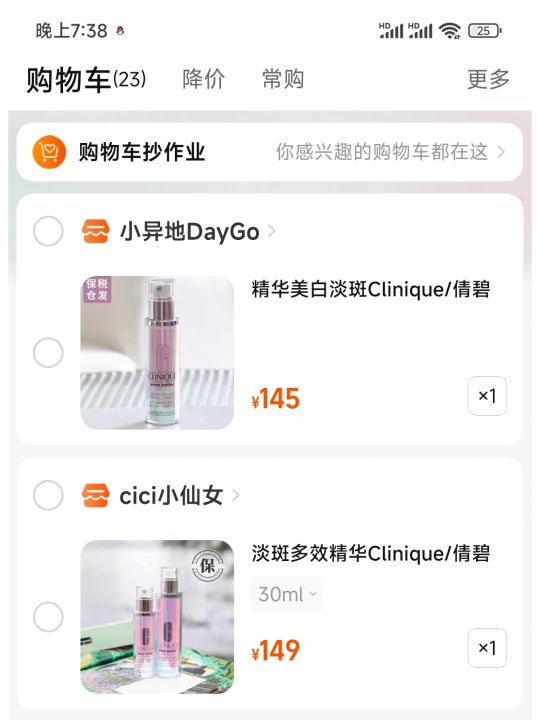 晚上7:38
HD HD 25
购物车(23) 降价 常购 更多
购物车抄作业 你感兴趣的购物车都在这
小异地DayGo
保税
仓发
CLINIQUE
even better
精华美白淡斑Clinique/倩碧
¥145 ×1
cici小仙女
保
CLINIQUE
淡斑多效精华Clinique/倩碧
30ml
¥149 ×1